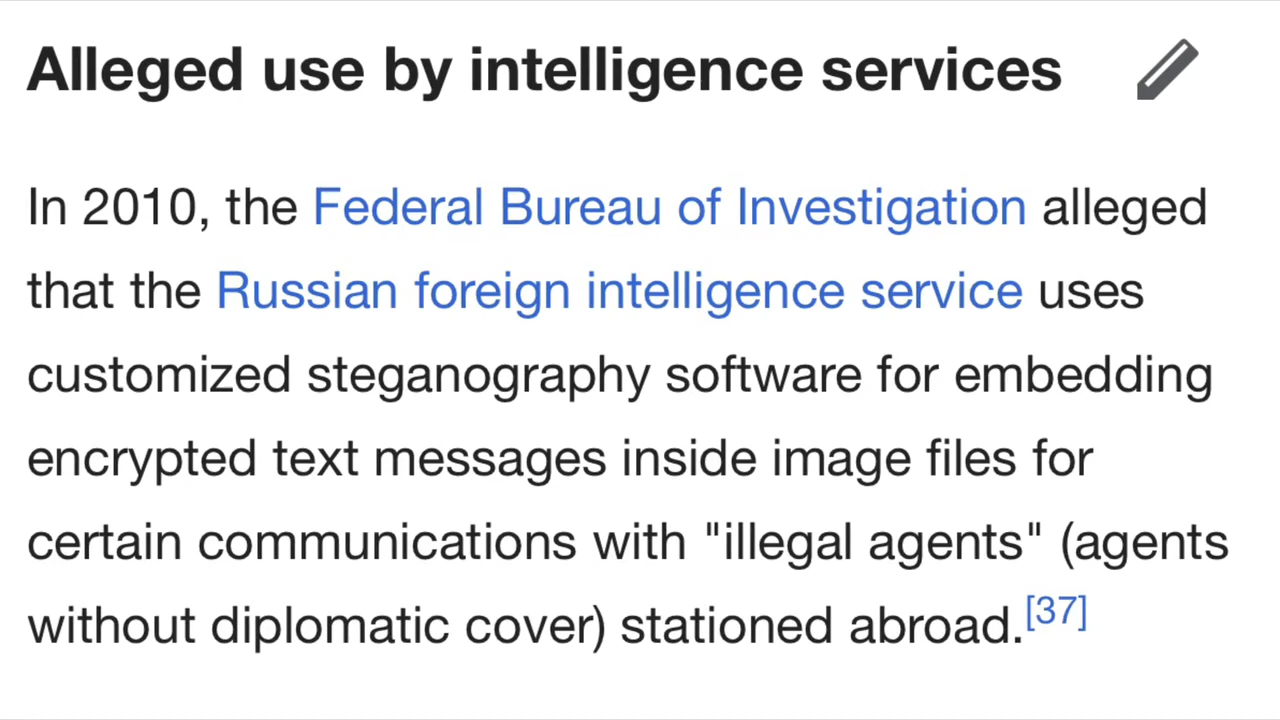 Alleged use by intelligence services
In 2010, the Federal Bureau of Investigation alleged
that the Russian foreign intelligence service uses
customized steganography software for embedding
encrypted text messages inside image files for
certain communications with "illegal agents" (agents
without diplomatic cover) stationed abroad.[37]